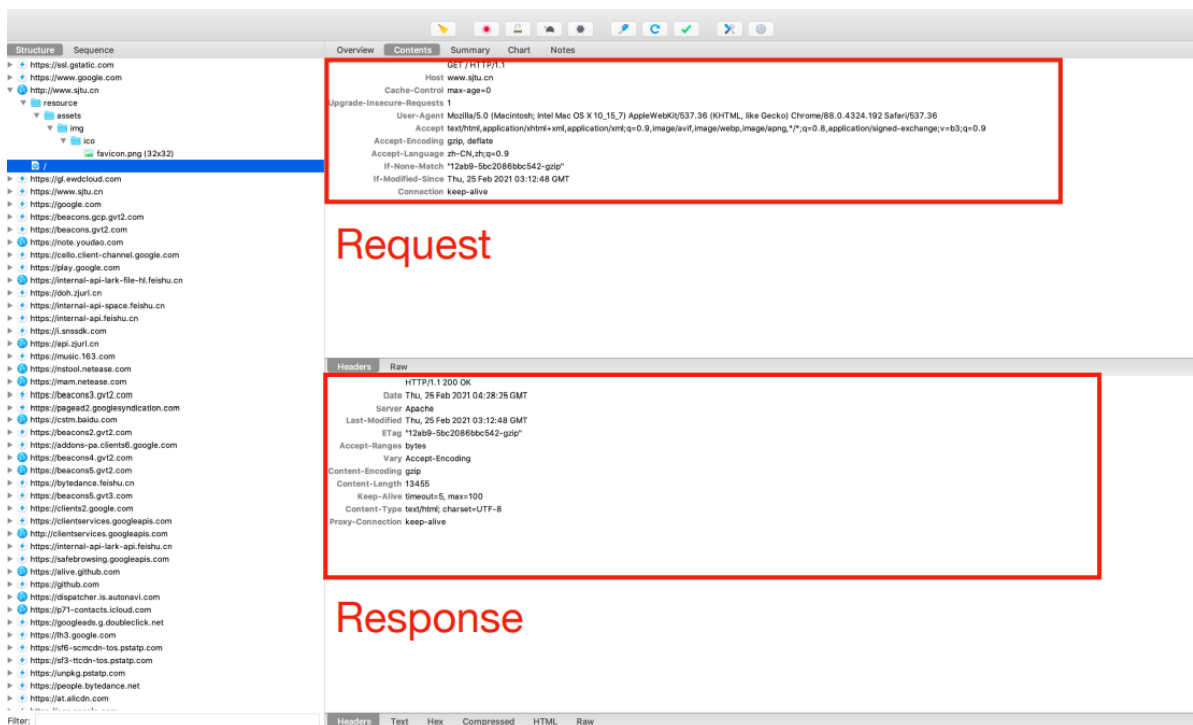 Structure Sequence
https://ssl.gstatic.com
https://www.google.com
http://www.sjtu.cn
resource
assets
img
ico
favicon.png (32x32)
/
https://gl.ewdcloud.com
https://www.sjtu.cn
https://google.com
https://beacons.gcp.gvt2.com
https://beacons.gvt2.com
https://note.youdao.com
https://cello.client-channel.google.com
https://play.google.com
https://internal-api-lark-file-hl.feishu.cn
https://doh.zjurl.cn
https://internal-api-space.feishu.cn
https://internal-api.feishu.cn
https://i.snssdk.com
https://api.zjurl.cn
https://music.163.com
https://nstool.netease.com
https://mam.netease.com
https://beacons3.gvt2.com
https://pagead2.googlesyndication.com
https://cstm.baidu.com
https://beacons2.gvt2.com
https://addons-pa.clients6.google.com
https://beacons4.gvt2.com
https://beacons5.gvt2.com
https://bytedance.feishu.cn
https://beacons5.gvt3.com
https://clients2.google.com
https://clientservices.googleapis.com
http://clientservices.googleapis.com
https://internal-api-lark-api.feishu.cn
https://safebrowsing.googleapis.com
https://alive.github.com
https://github.com
https://dispatcher.is.autonavi.com
https://p71-contacts.icloud.com
https://googleads.g.doubleclick.net
https://lh3.google.com
https://sf6-scmcdn-tos.pstatp.com
https://sf3-ttcdn-tos.pstatp.com
https://unpkg.pstatp.com
https://people.bytedance.net
https://at.alicdn.com
Filter:
Overview Contents Summary Chart Notes
GET / HTTP/1.1
Host www.sjtu.cn
Cache-Control max-age=0
Upgrade-Insecure-Requests 1
User-Agent Mozilla/5.0 (Macintosh; Intel Mac OS X 10_15_7) AppleWebKit/537.36 (KHTML, like Gecko) Chrome/88.0.4324.192 Safari/537.36
Accept text/html,application/xhtml+xml,application/xml;q=0.9,image/avif,image/webp,image/apng,*/*;q=0.8,application/signed-exchange;v=b3;q=0.9
Accept-Encoding gzip, deflate
Accept-Language zh-CN,zh;q=0.9
If-None-Match "12ab9-5bc2086bbc542-gzip"
If-Modified-Since Thu, 25 Feb 2021 03:12:48 GMT
Connection keep-alive
Request
Headers Raw
HTTP/1.1 200 OK
Date Thu, 25 Feb 2021 04:28:25 GMT
Server Apache
Last-Modified Thu, 25 Feb 2021 03:12:48 GMT
ETag "12ab9-5bc2086bbc542-gzip"
Accept-Ranges bytes
Vary Accept-Encoding
Content-Encoding gzip
Content-Length 13455
Keep-Alive timeout=5, max=100
Content-Type text/html; charset=UTF-8
Proxy-Connection keep-alive
Response
Headers Text Hex Compressed HTML Raw